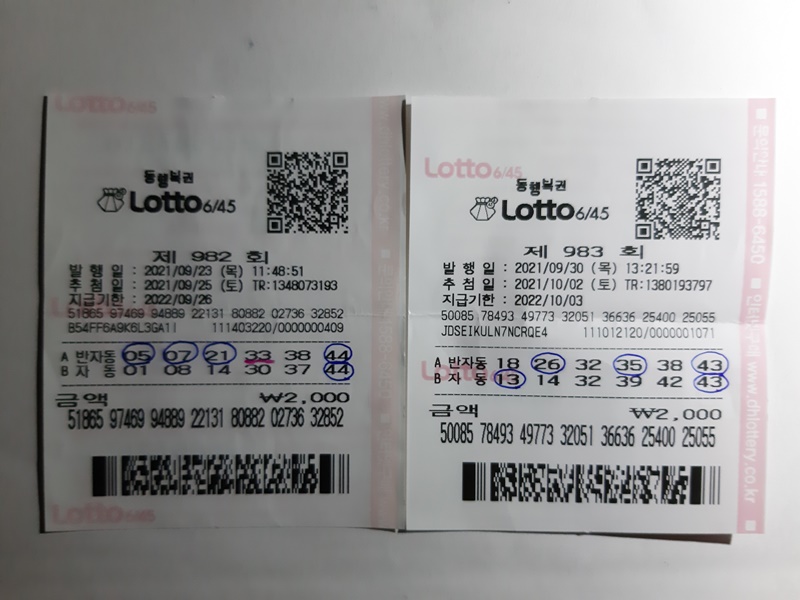 LOTTO 6/45
동행복권
Lotto 6/45
제 982 회
발 행 일 : 2021/09/23 (목) 11:48:51
추 첨 일 : 2021/09/25 (토) TR:1348073193
지급기한 : 2022/09/26
51865 97469 94889 22131 80882 02736 32852
B54FF6A9K6L3GA11 111403220/0000000409
A 반자동 05 07 21 33 38 44
B 자 동 01 08 14 30 37 44
금액 ₩2,000
51865 97469 94889 22131 80882 02736 32852
Lotto 6/45
Lotto 6/45
동행복권
Lotto 6/45
제 983 회
발 행 일 : 2021/09/30 (목) 13:21:59
추 첨 일 : 2021/10/02 (토) TR:1380193797
지급기한 : 2022/10/03
50085 78493 49773 32051 36636 25400 25055
JDSEIKULN7NCRQE4 111012120/0000001071
A 반자동 18 26 32 35 38 43
B 자 동 13 14 32 39 42 43
금액 ₩2,000
50085 78493 49773 32051 36636 25400 25055
1588-6450
www.dhlottery.co.kr